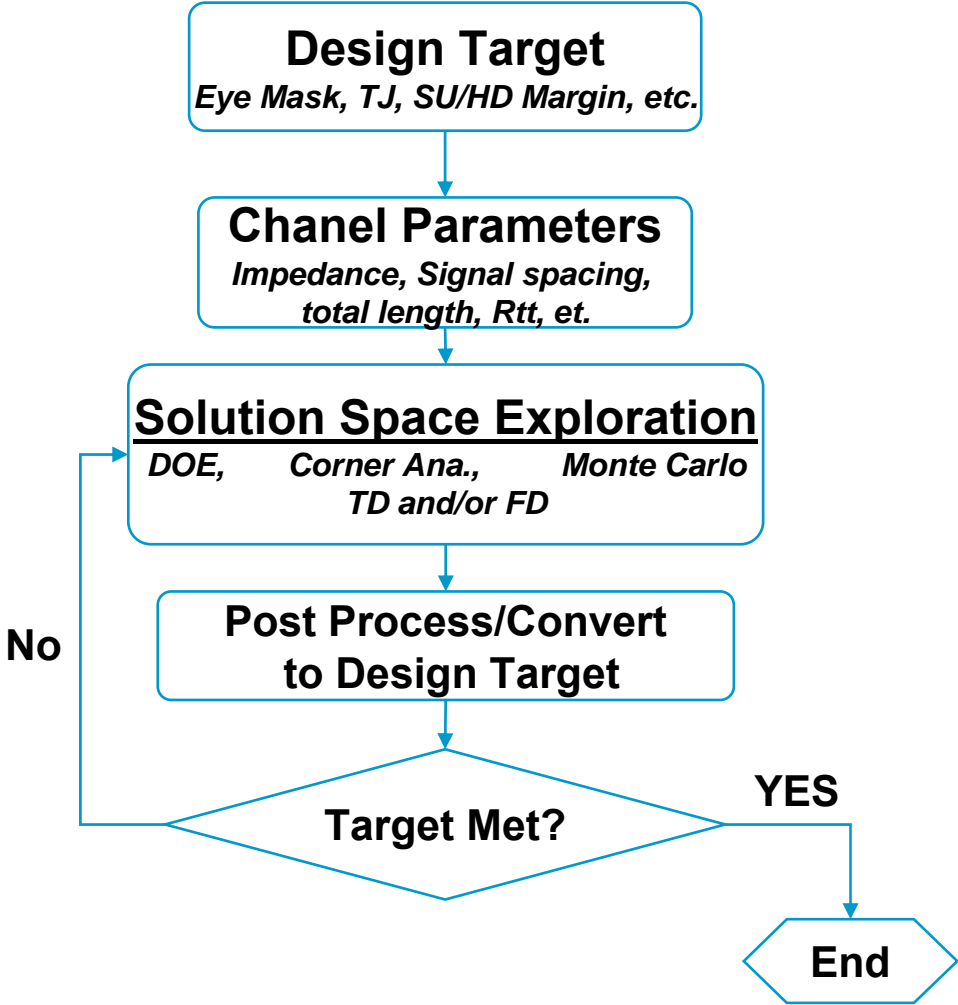 Design Target
Eye Mask, TJ, SU/HD Margin, etc.
Chanel Parameters
Impedance, Signal spacing,
total length, Rtt, et.
Solution Space Exploration
DOE, Corner Ana., Monte Carlo
TD and/or FD
Post Process/Convert
to Design Target
No
Target Met?
YES
End